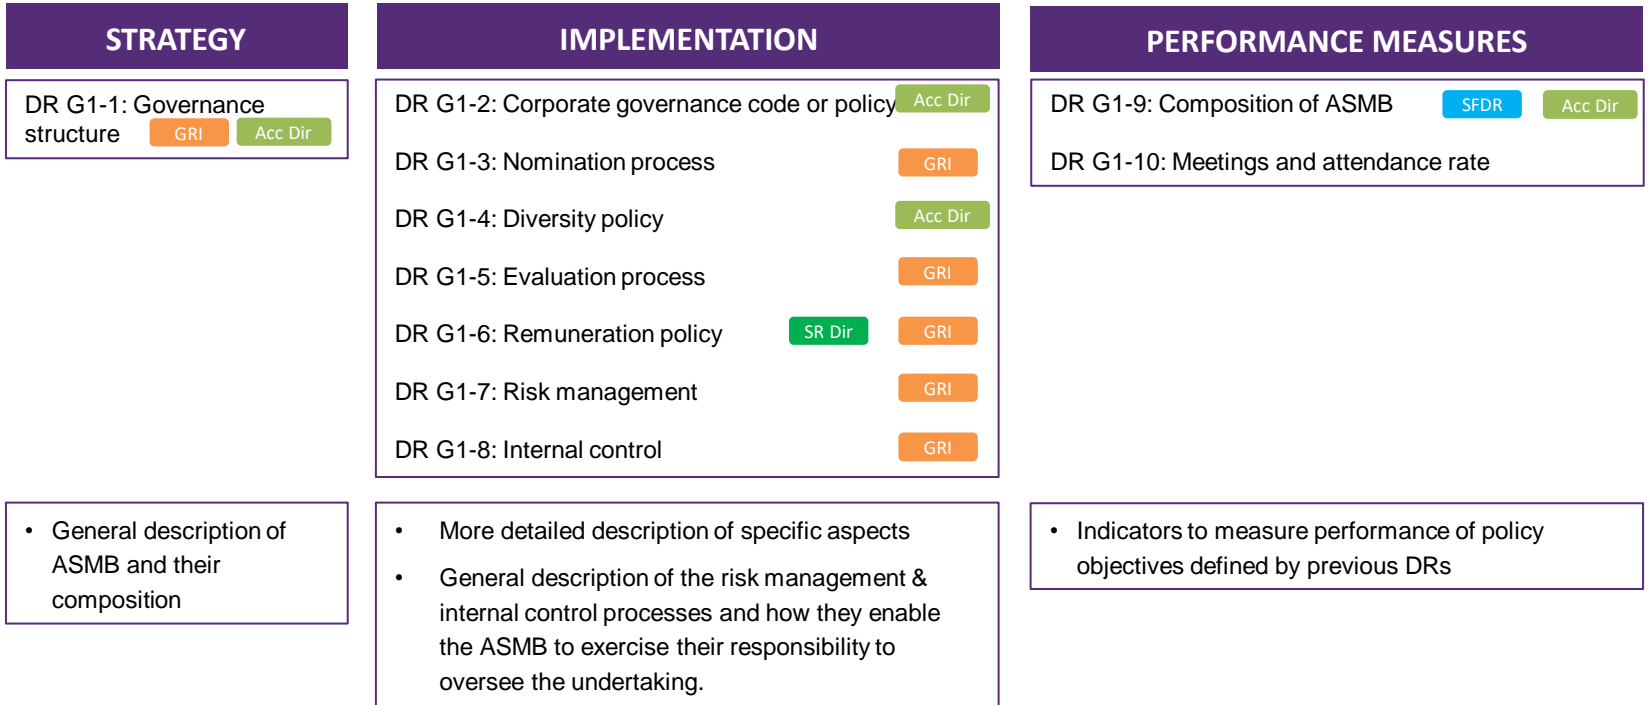 STRATEGY
DR G1-1: Governance
structure GRI Acc Dir
• General description of
ASMB and their
composition
IMPLEMENTATION
DR G1-2: Corporate governance code or policy Acc Dir
DR G1-3: Nomination process GRI
DR G1-4: Diversity policy Acc Dir
DR G1-5: Evaluation process GRI
DR G1-6: Remuneration policy SR Dir GRI
DR G1-7: Risk management GRI
DR G1-8: Internal control GRI
• More detailed description of specific aspects
• General description of the risk management &
internal control processes and how they enable
the ASMB to exercise their responsibility to
oversee the undertaking.
PERFORMANCE MEASURES
DR G1-9: Composition of ASMB SFDR Acc Dir
DR G1-10: Meetings and attendance rate
• Indicators to measure performance of policy
objectives defined by previous DRs